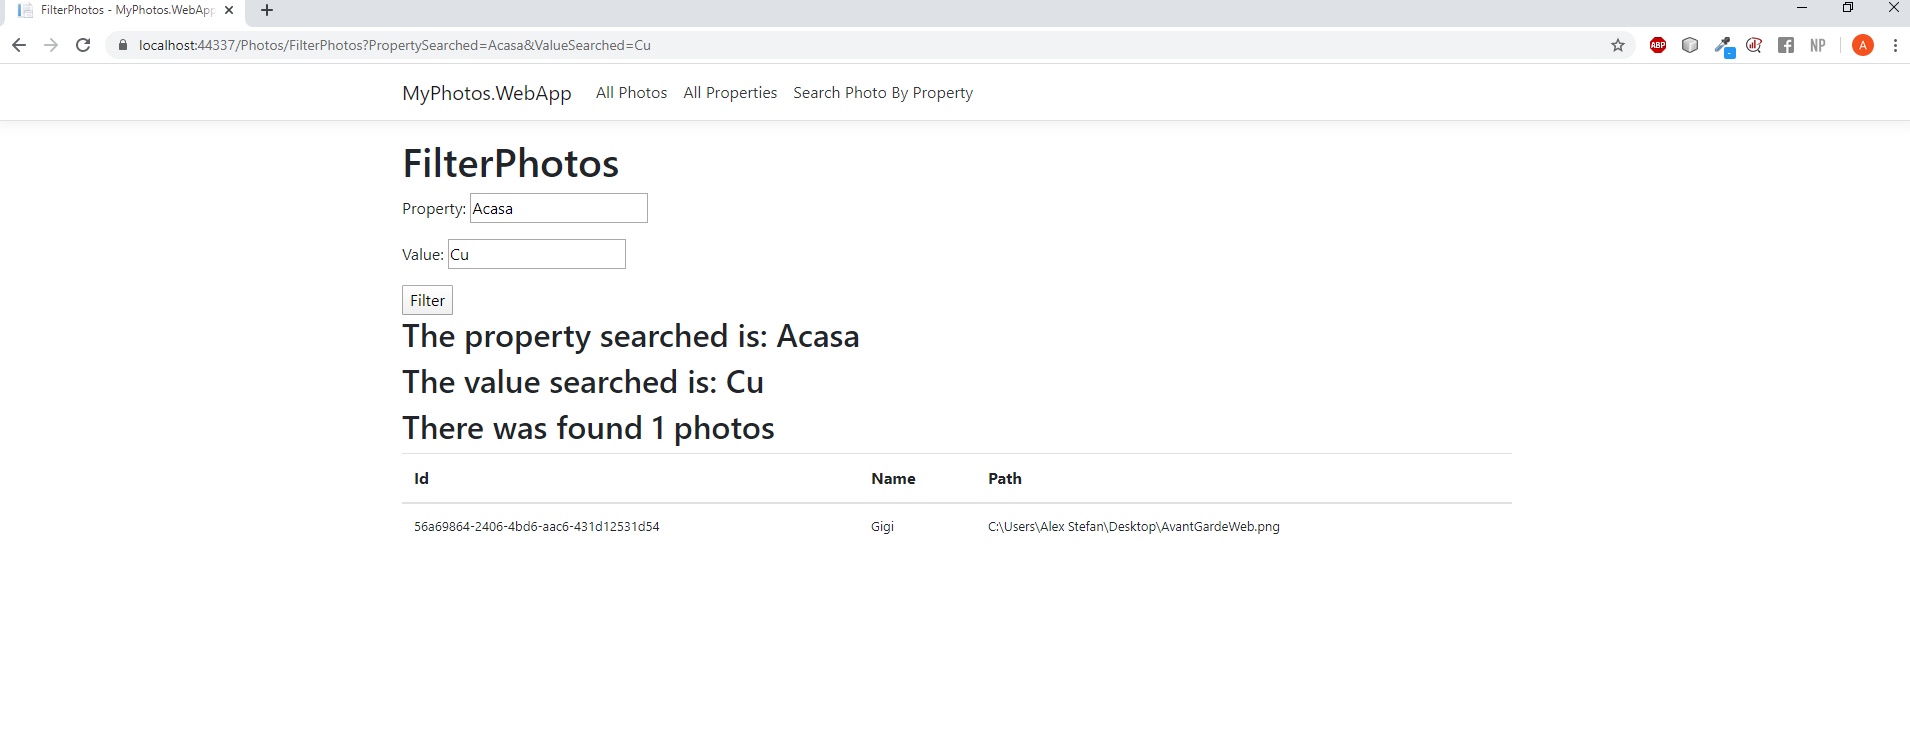 FilterPhotos - MyPhotos.WebApp
localhost:44337/Photos/FilterPhotos?PropertySearched=Acasa&ValueSearched=Cu
ABP
NP
A
MyPhotos.WebApp All Photos All Properties Search Photo By Property
FilterPhotos
Property: Acasa
Value: Cu
Filter
The property searched is: Acasa
The value searched is: Cu
There was found 1 photos
Id Name Path
56a69864-2406-4bd6-aac6-431d12531d54 Gigi C:\Users\Alex Stefan\Desktop\AvantGardeWeb.png